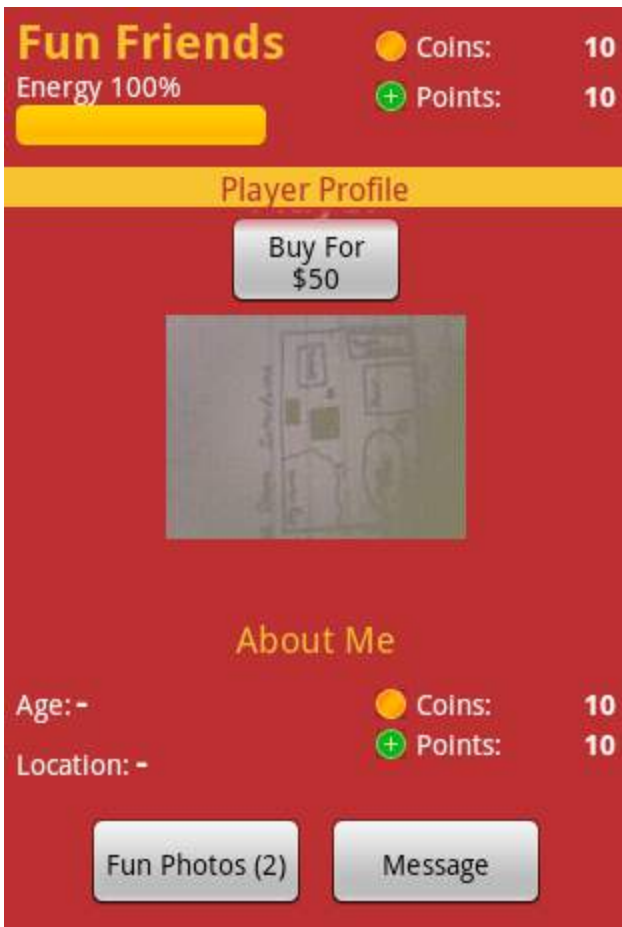 Fun Friends
Energy 100%
Coins: 10
Points: 10
Player Profile
Buy For
$50
About Me
Age: -
Location: -
Coins: 10
Points: 10
Fun Photos (2)
Message